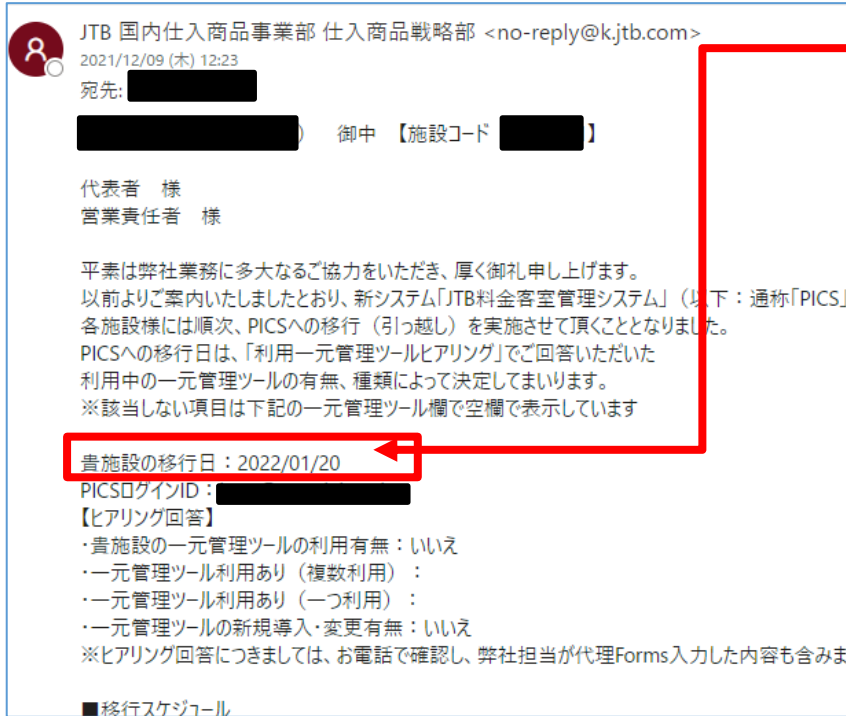 JTB 国内仕入商品事業部 仕入商品戦略部 <no-reply@k.jtb.com>
2021/12/09 (木) 12:23
宛先:
） 御中 【施設コード 】
代表者 様
営業責任者 様
平素は弊社業務に多大なるご協力をいただき、厚く御礼申し上げます。
以前よりご案内いたしましたとおり、新システム「JTB料金客室管理システム」（以下：通称「PICS」
各施設様には順次、PICSへの移行（引っ越し）を実施させて頂くこととなりました。
PICSへの移行日は、「利用一元管理ツールヒアリング」でご回答いただいた
利用中の一元管理ツールの有無、種類によって決定してまいります。
※該当しない項目は下記の一元管理ツール欄で空欄で表示しています
貴施設の移行日：2022/01/20
PICSログインID：
【ヒアリング回答】
・貴施設の一元管理ツールの利用有無：いいえ
・一元管理ツール利用あり（複数利用）：
・一元管理ツール利用あり（一つ利用）：
・一元管理ツールの新規導入・変更有無：いいえ
※ヒアリング回答につきましては、お電話で確認し、弊社担当が代理Forms入力した内容も含みま
■移行スケジュール